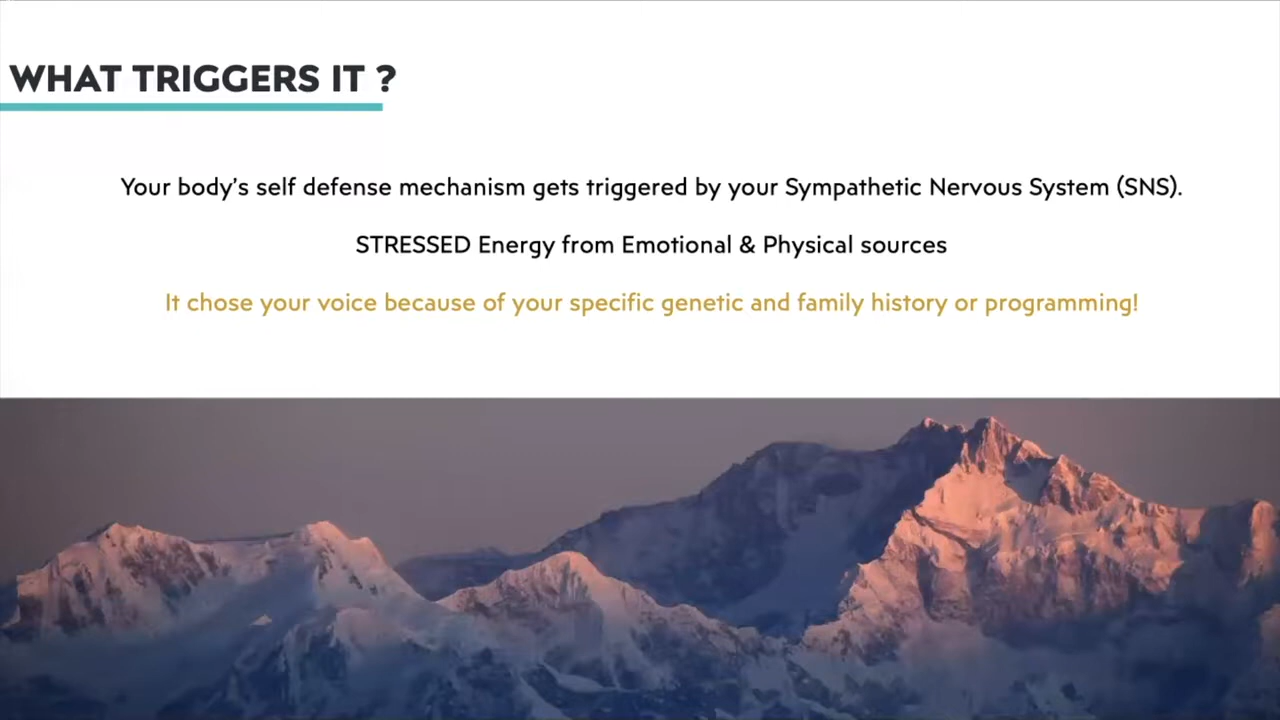 WHAT TRIGGERS IT ?
Your body's self defense mechanism gets triggered by your Sympathetic Nervous System (SNS).
STRESSED Energy from Emotional & Physical sources
It chose your voice because of your specific genetic and family history or programming!